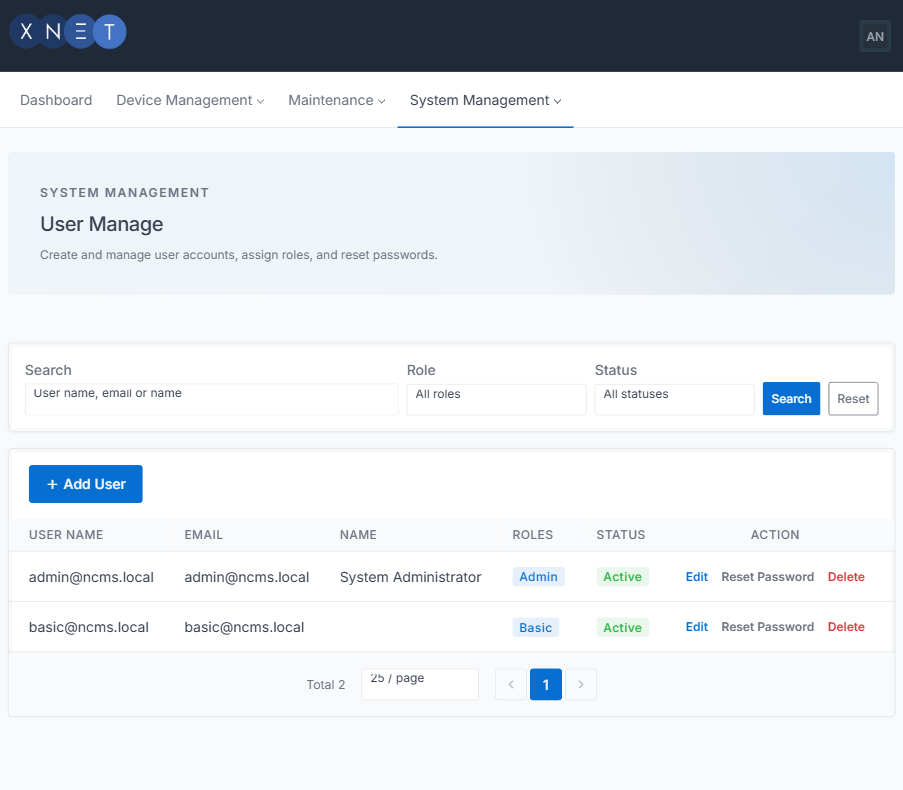 XNET
AN
Dashboard Device Management Maintenance System Management
SYSTEM MANAGEMENT
User Manage
Create and manage user accounts, assign roles, and reset passwords.
Search Role Status
User name, email or name All roles All statuses Search Reset
+ Add User
USER NAME EMAIL NAME ROLES STATUS ACTION
admin@ncms.local admin@ncms.local System Administrator Admin Active Edit Reset Password Delete
basic@ncms.local basic@ncms.local Basic Active Edit Reset Password Delete
Total 2 25 / page < 1 >